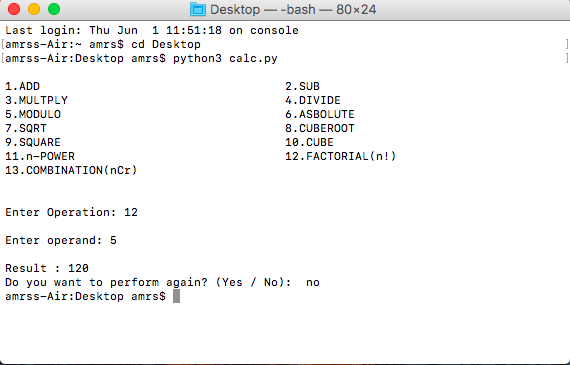 Desktop — -bash — 80×24
Last login: Thu Jun  1 11:51:18 on console
[amrss-Air:~ amrs$ cd Desktop ]
[amrss-Air:Desktop amrs$ python3 calc.py ]
1.ADD 2.SUB
3.MULTPLY 4.DIVIDE
5.MODULO 6.ASBOLUTE
7.SQRT 8.CUBEROOT
9.SQUARE 10.CUBE
11.n-POWER 12.FACTORIAL(n!)
13.COMBINATION(nCr)
Enter Operation: 12
Enter operand: 5
Result : 120
Do you want to perform again? (Yes / No):  no
amrss-Air:Desktop amrs$